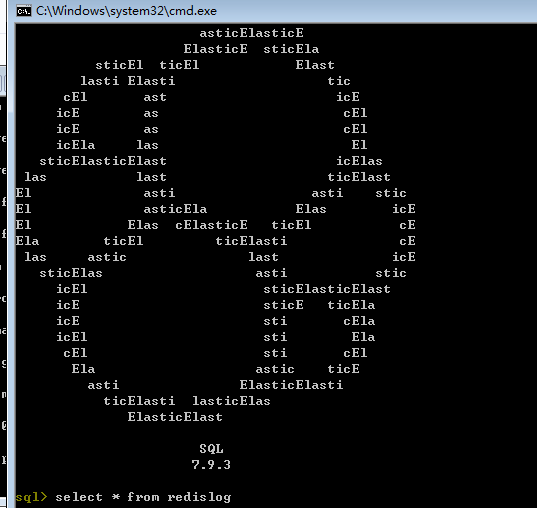 C:\Windows\system32\cmd.exe
asticElasticE
ElasticE sticEla
sticEl ticEl Elast
lasti Elasti tic
cEl ast icE
icE as cEl
icE as cEl
icEla las El
sticElasticElast icElas
las last ticElast
El asti asti stic
El asticEla Elas icE
El Elas cElasticE ticEl cE
Ela ticEl ticElasti cE
las astic last icE
sticElas asti stic
icEl sticElasticElast
icE sticE ticEla
icE sti cEla
icEl sti Ela
cEl sti cEl
Ela astic ticE
asti ElasticElasti
ticElasti lasticElas
ElasticElast
SQL
7.9.3
sql> select * from redislog